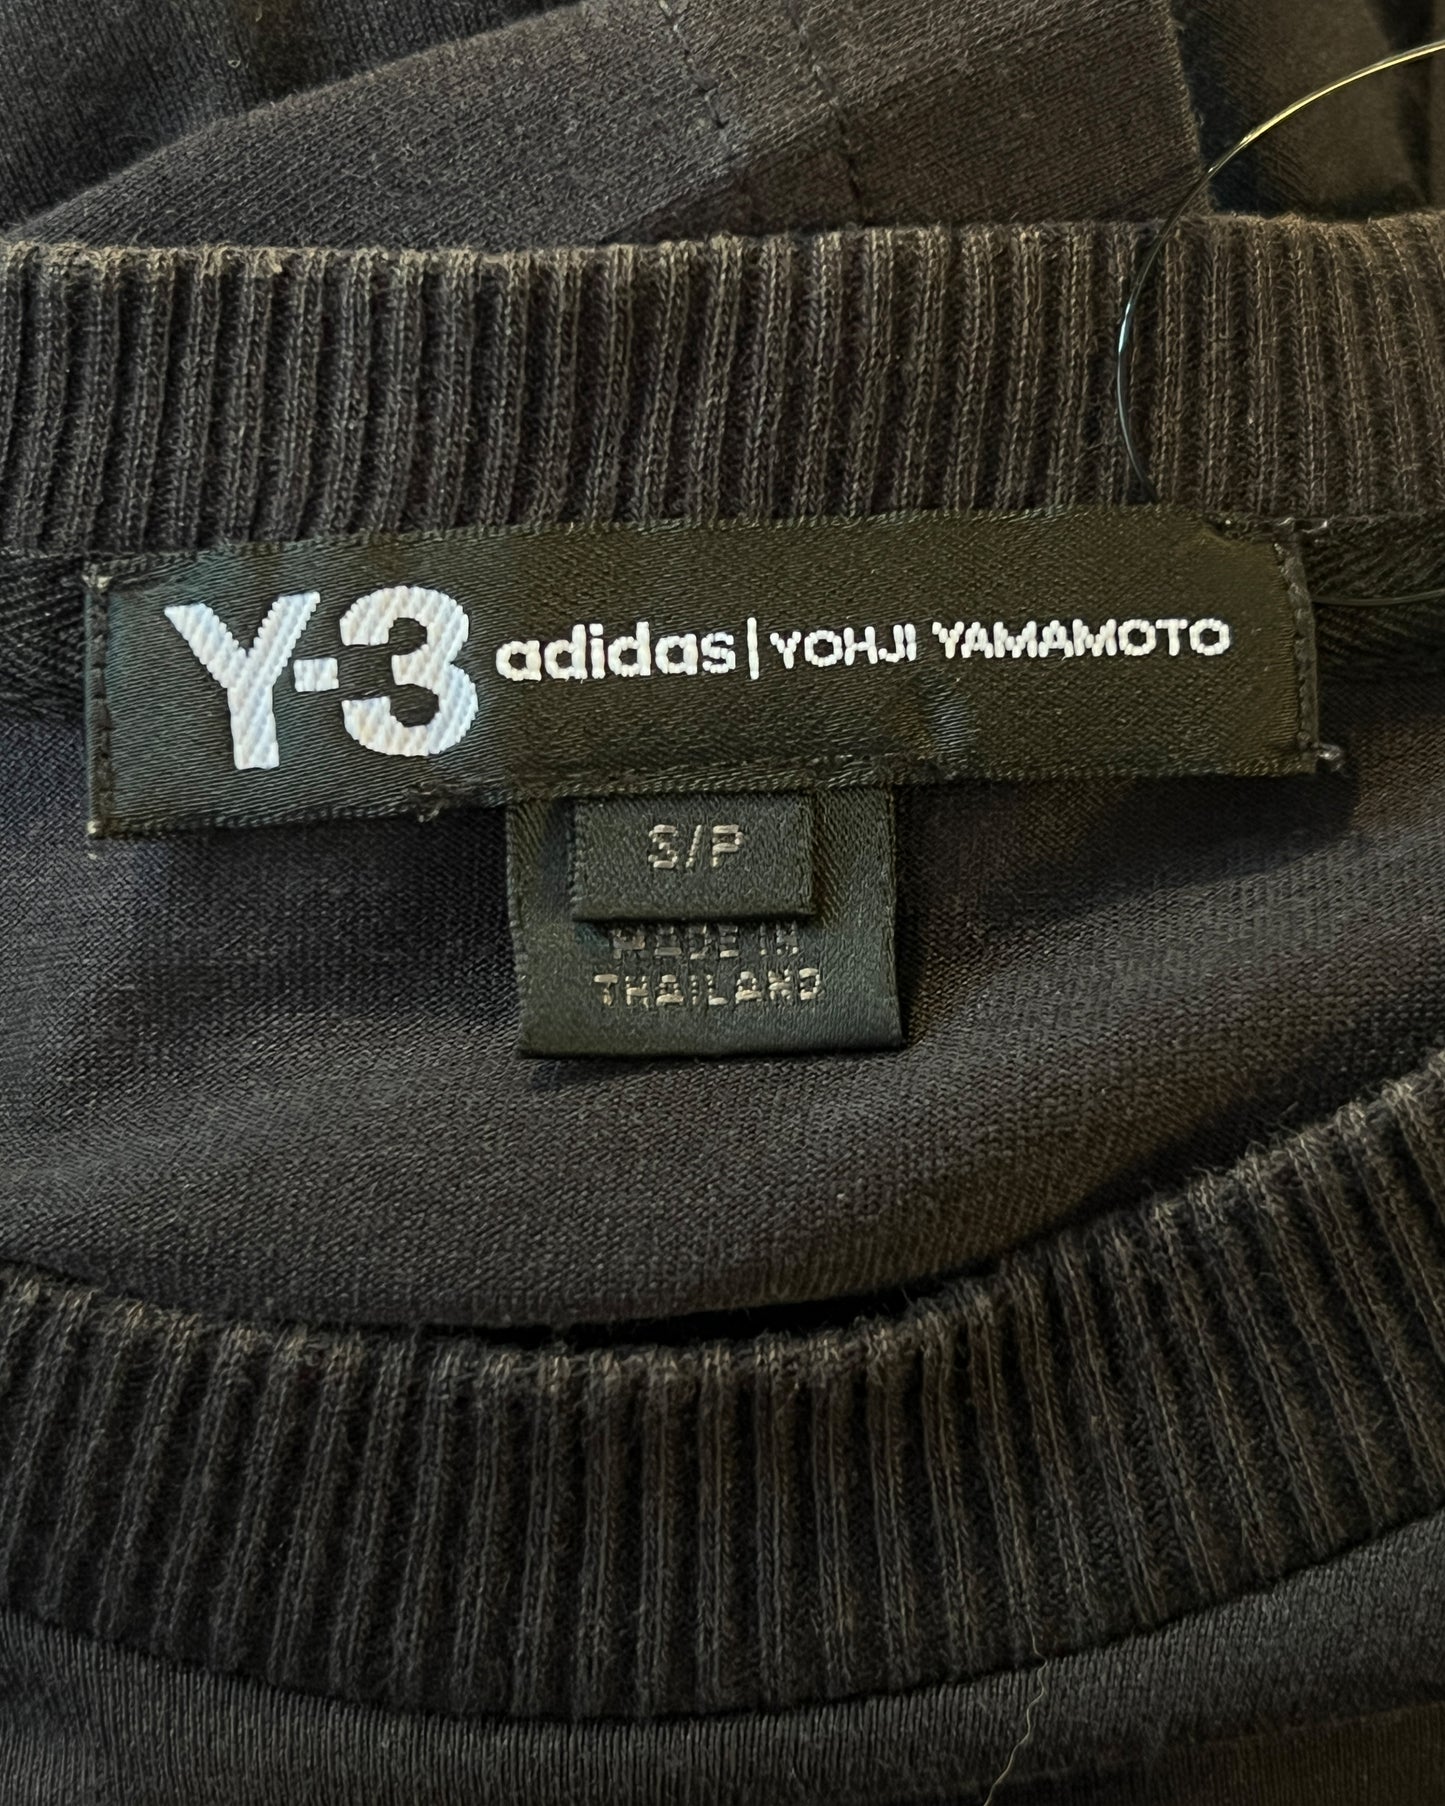 Y-3 adidas | YOHJI YAMAMOTO
S/P
MADE IN
THAILAND